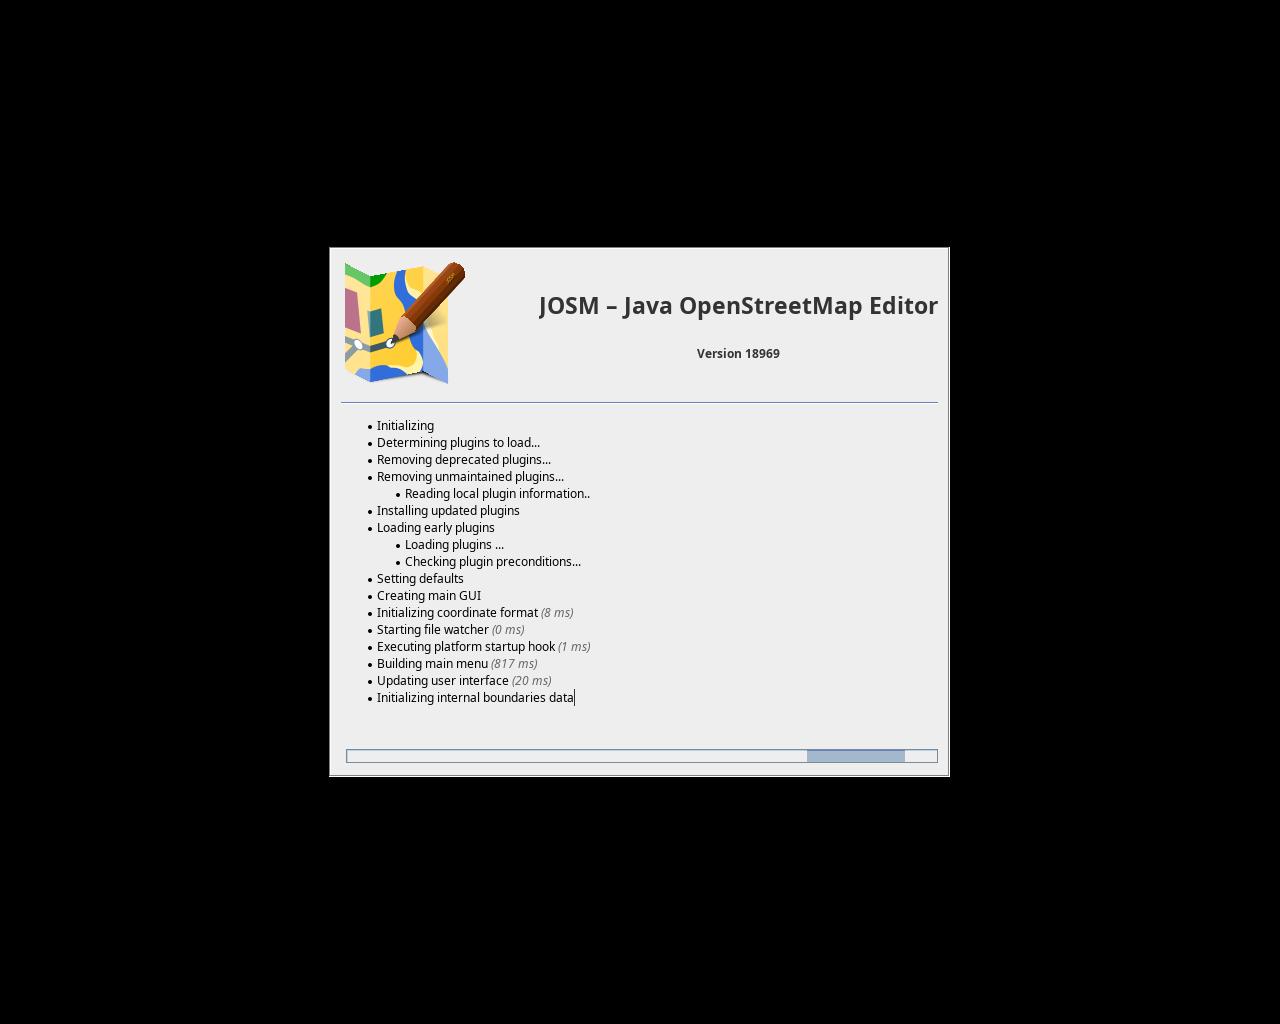 JOSM – Java OpenStreetMap Editor
Version 18969
• Initializing
• Determining plugins to load...
• Removing deprecated plugins...
• Removing unmaintained plugins...
• Reading local plugin information..
• Installing updated plugins
• Loading early plugins
• Loading plugins ...
• Checking plugin preconditions...
• Setting defaults
• Creating main GUI
• Initializing coordinate format (8 ms)
• Starting file watcher (0 ms)
• Executing platform startup hook (1 ms)
• Building main menu (817 ms)
• Updating user interface (20 ms)
• Initializing internal boundaries data